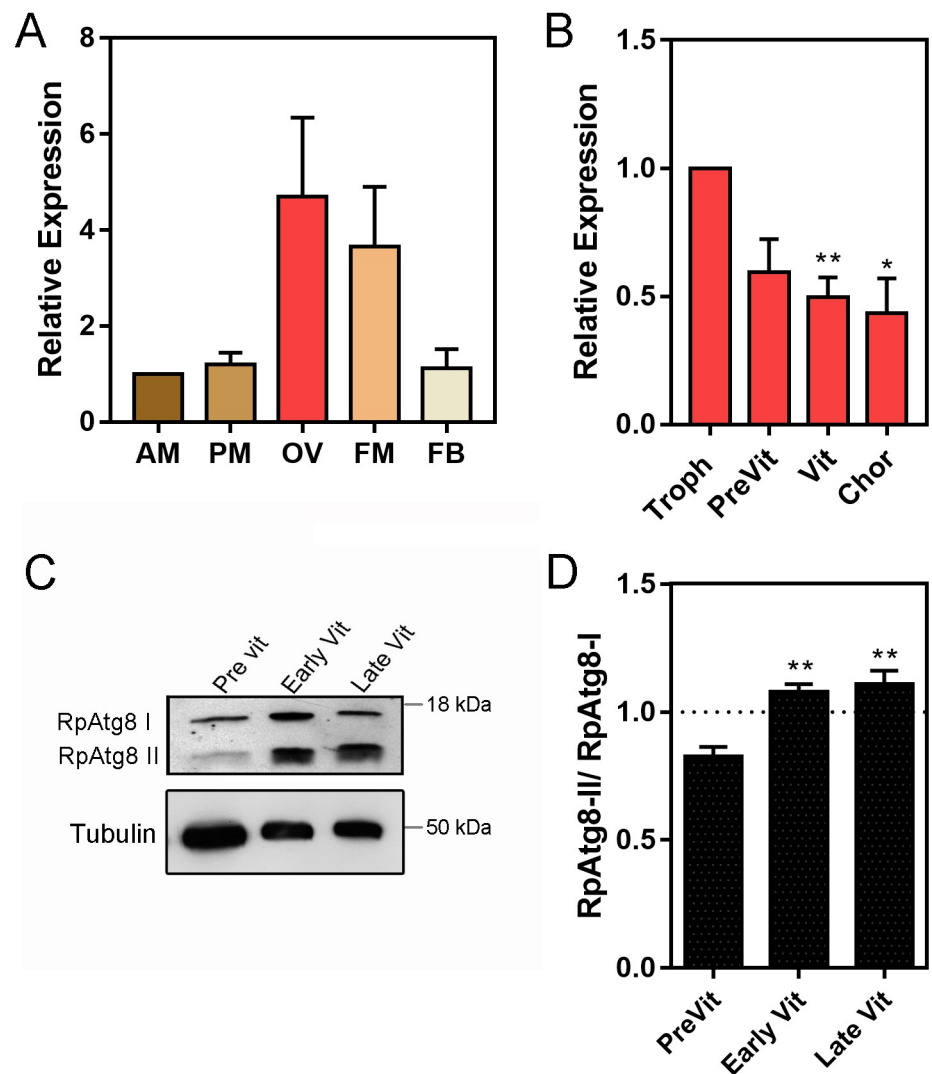 A
Relative Expression
8
6
4
2
0
AM PM OV FM FB
B
Relative Expression
1.5
1.0
0.5
0.0
**
*
Troph PreVit Vit Chor
C
Pre vit Early Vit Late Vit
RpAtg8 I
RpAtg8 II
18 kDa
Tubulin
50 kDa
D
RpAtg8-II/ RpAtg8-I
1.5
1.0
0.5
0.0
** **
PreVit Early Vit Late Vit